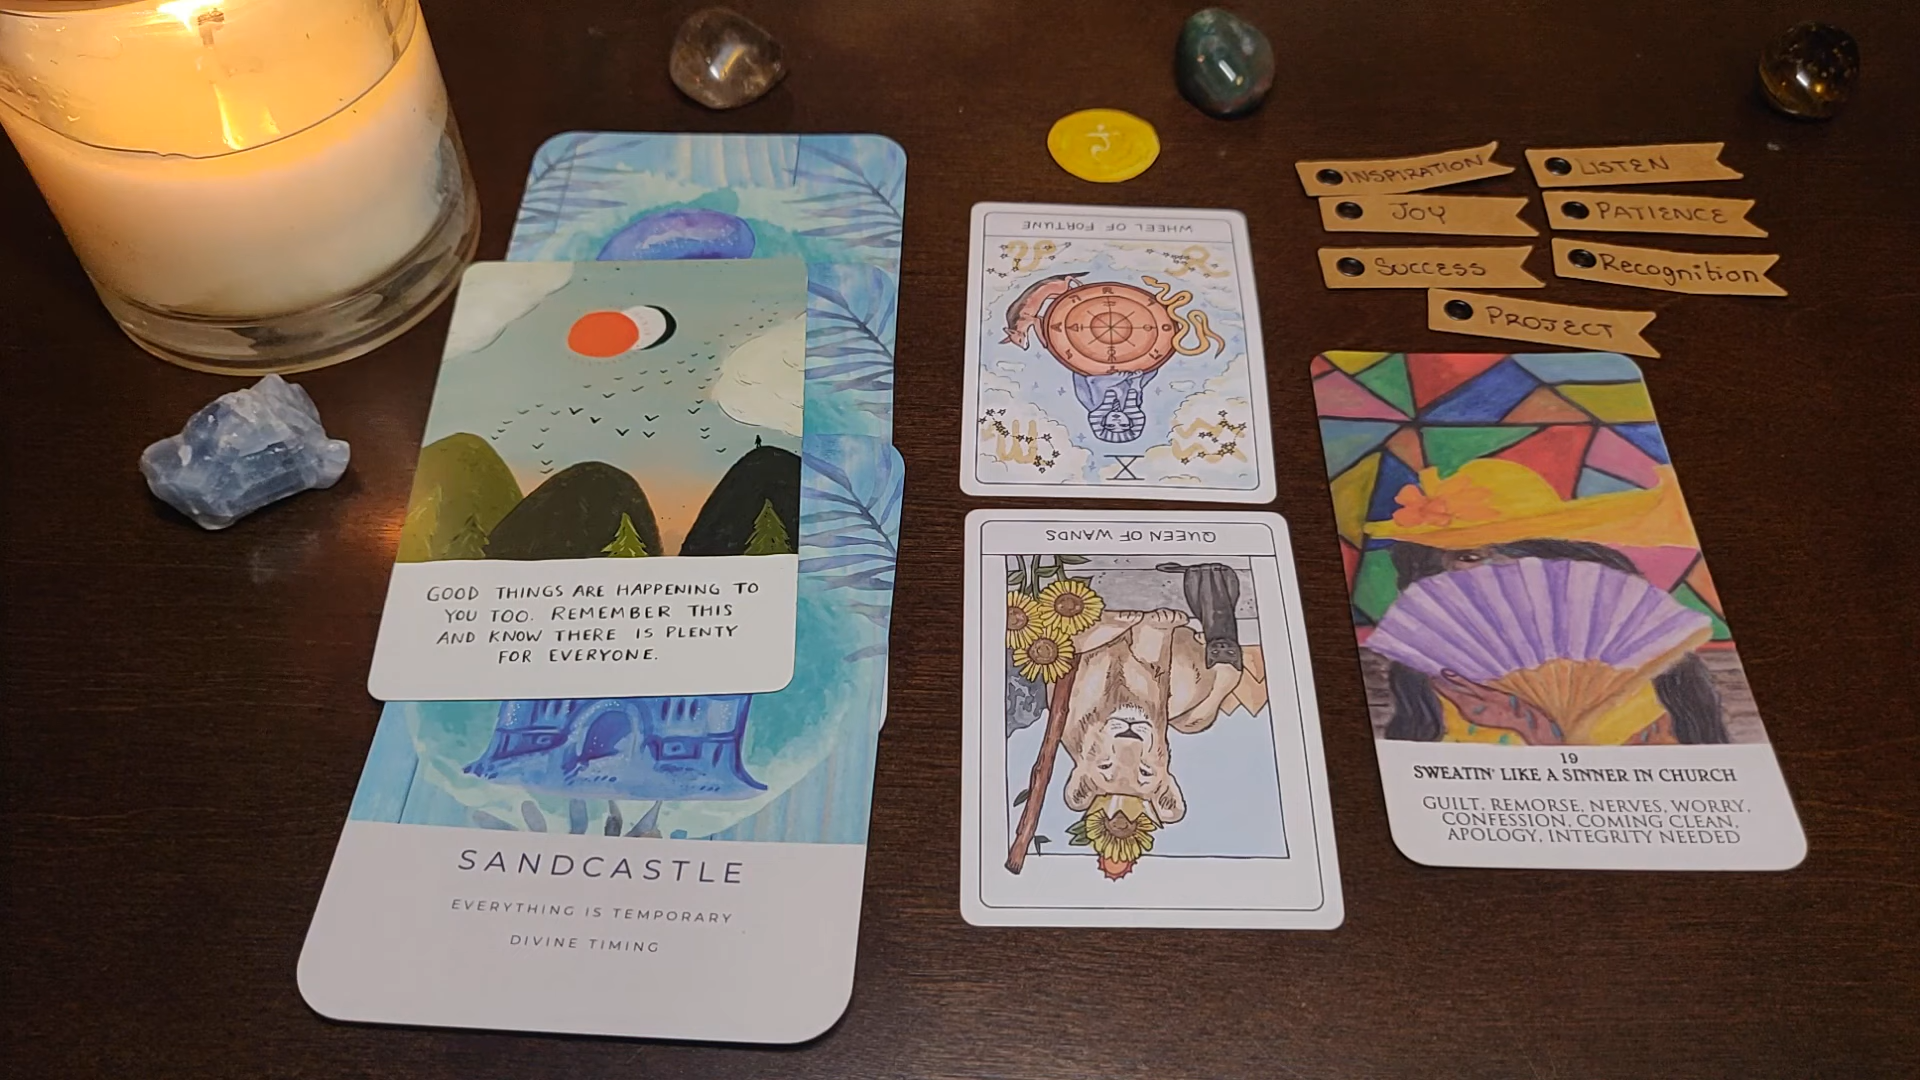 GOOD THINGS ARE HAPPENING TO
YOU TOO. REMEMBER THIS
AND KNOW THERE IS PLENTY
FOR EVERYONE.
SANDCASTLE
EVERYTHING IS TEMPORARY
DIVINE TIMING
WHEEL OF FORTUNE
X
QUEEN OF WANDS
INSPIRATION
LISTEN
JOY
PATIENCE
SUCCESS
Recognition
PROJECT
19
SWEATIN' LIKE A SINNER IN CHURCH
GUILT, REMORSE, NERVES, WORRY,
CONFESSION, COMING CLEAN,
APOLOGY, INTEGRITY NEEDED